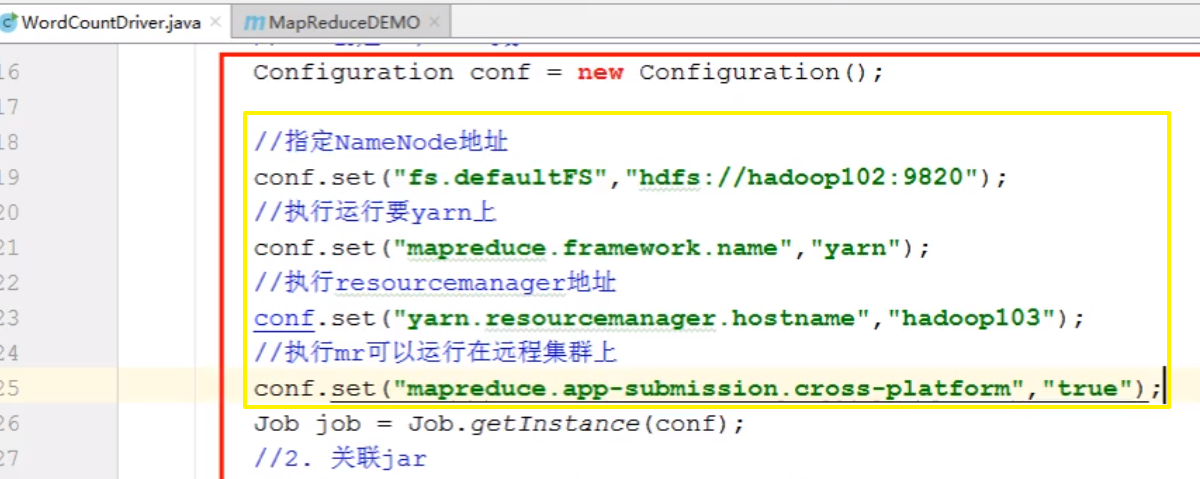 WordCountDriver.java × MapReduceDEMO ×
16 Configuration conf = new Configuration();
17
18 //指定NameNode地址
19 conf.set("fs.defaultFS","hdfs://hadoop102:9820");
20 //执行运行要yarn上
21 conf.set("mapreduce.framework.name","yarn");
22 //执行resourcemanager地址
23 conf.set("yarn.resourcemanager.hostname","hadoop103");
24 //执行mr可以运行在远程集群上
25 conf.set("mapreduce.app-submission.cross-platform","true");
26 Job job = Job.getInstance(conf);
27 //2. 关联jar